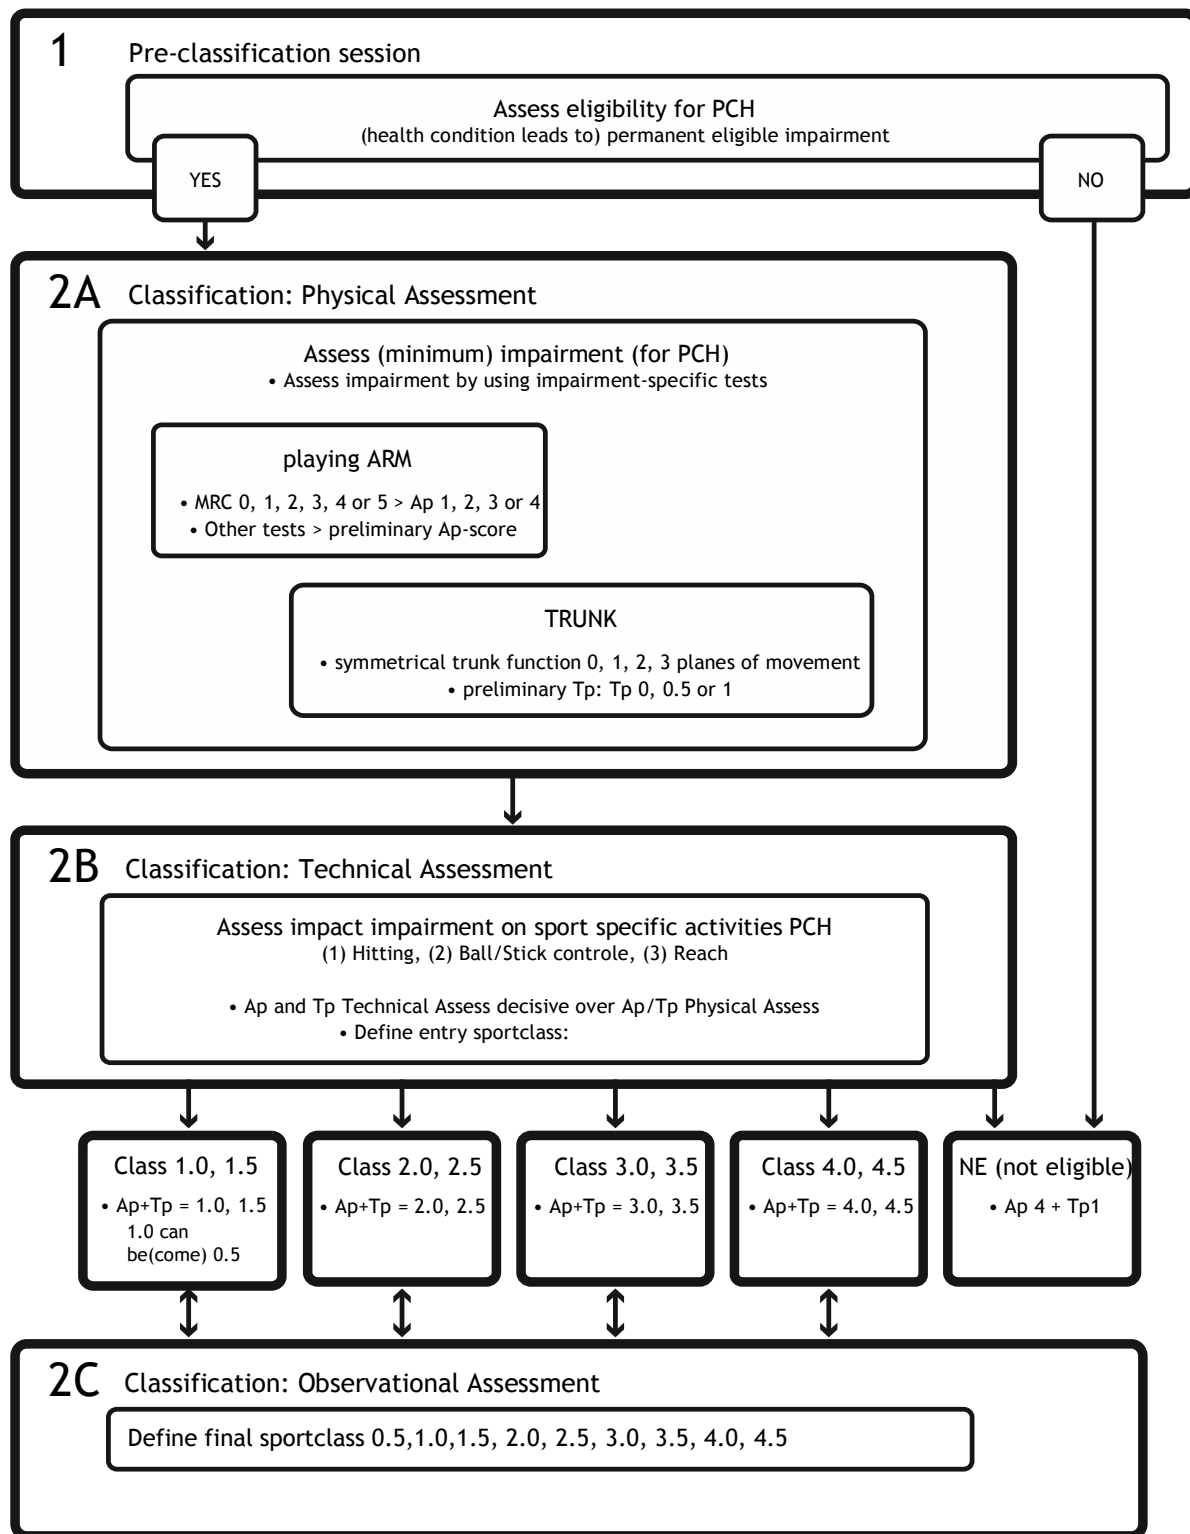 1
Pre-classification session
Assess eligibility for PCH
(health condition leads to) permanent eligible impairment
YES
NO
2A
Classification: Physical Assessment
Assess (minimum) impairment (for PCH)
• Assess impairment by using impairment-specific tests
playing ARM
• MRC 0, 1, 2, 3, 4 or 5 > Ap 1, 2, 3 or 4
• Other tests > preliminary Ap-score
TRUNK
• symmetrical trunk function 0, 1, 2, 3 planes of movement
• preliminary Tp: Tp 0, 0.5 or 1
2B
Classification: Technical Assessment
Assess impact impairment on sport specific activities PCH
(1) Hitting, (2) Ball/Stick controle, (3) Reach
• Ap and Tp Technical Assess decisive over Ap/Tp Physical Assess
• Define entry sportclass:
Class 1.0, 1.5
• Ap+Tp = 1.0, 1.5
1.0 can
be(come) 0.5
Class 2.0, 2.5
• Ap+Tp = 2.0, 2.5
Class 3.0, 3.5
• Ap+Tp = 3.0, 3.5
Class 4.0, 4.5
• Ap+Tp = 4.0, 4.5
NE (not eligible)
• Ap 4 + Tp1
2C
Classification: Observational Assessment
Define final sportclass 0.5,1.0,1.5, 2.0, 2.5, 3.0, 3.5, 4.0, 4.5